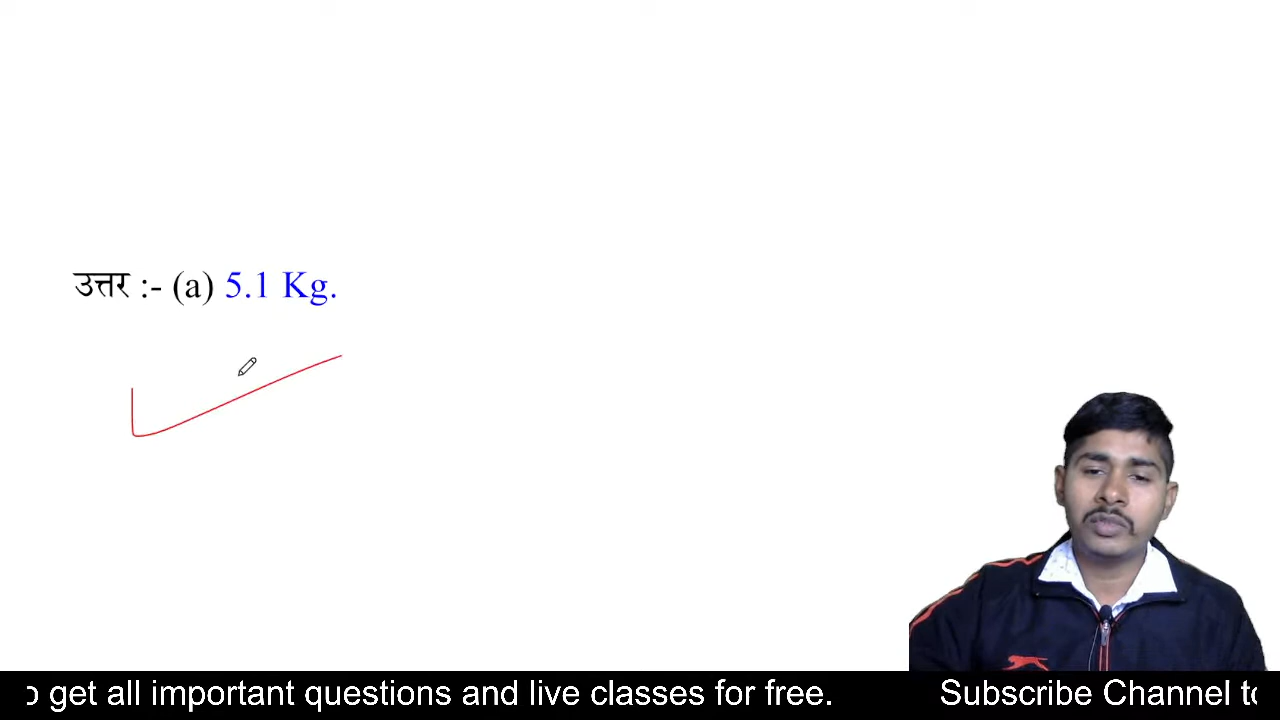 उत्तर :- (a) 5.1 Kg.
get all important questions and live classes for free. Subscribe Channel